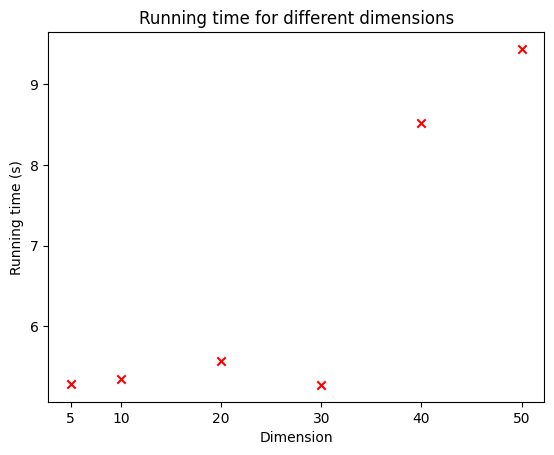 Running time for different dimensions
Running time (s)
9
8
7
6
5 10 20 30 40 50
Dimension